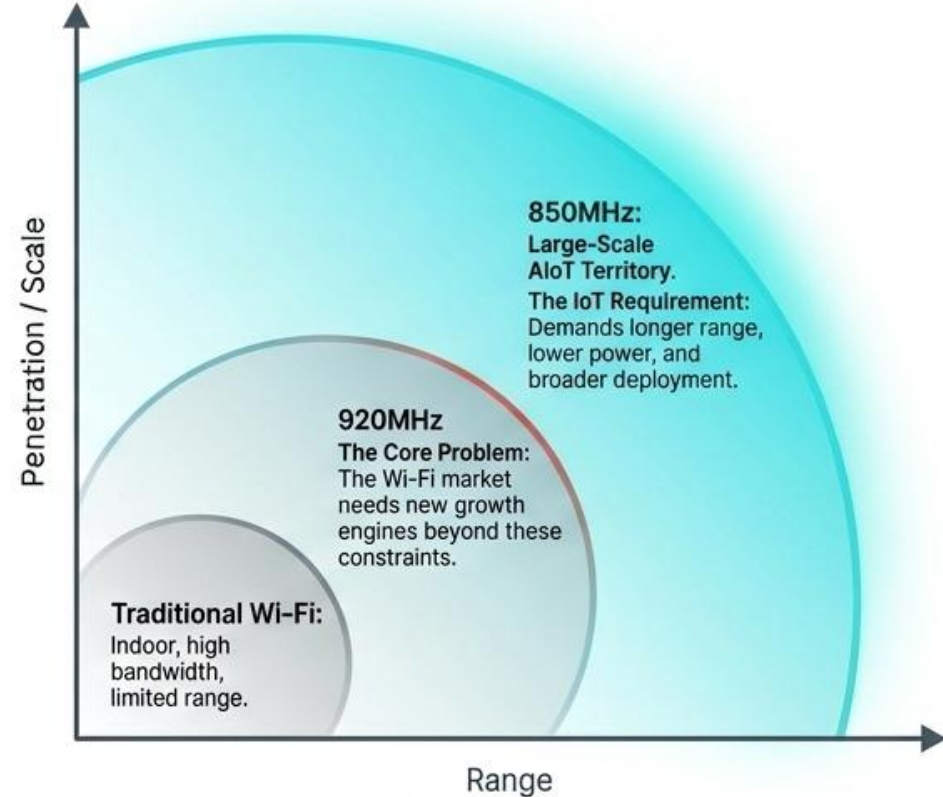 Penetration / Scale
850MHz:
Large-Scale
AIoT Territory.
The IoT Requirement:
Demands longer range,
lower power, and
broader deployment.
920MHz
The Core Problem:
The Wi-Fi market
needs new growth
engines beyond these
constraints.
Traditional Wi-Fi:
Indoor, high
bandwidth,
limited range.
Range